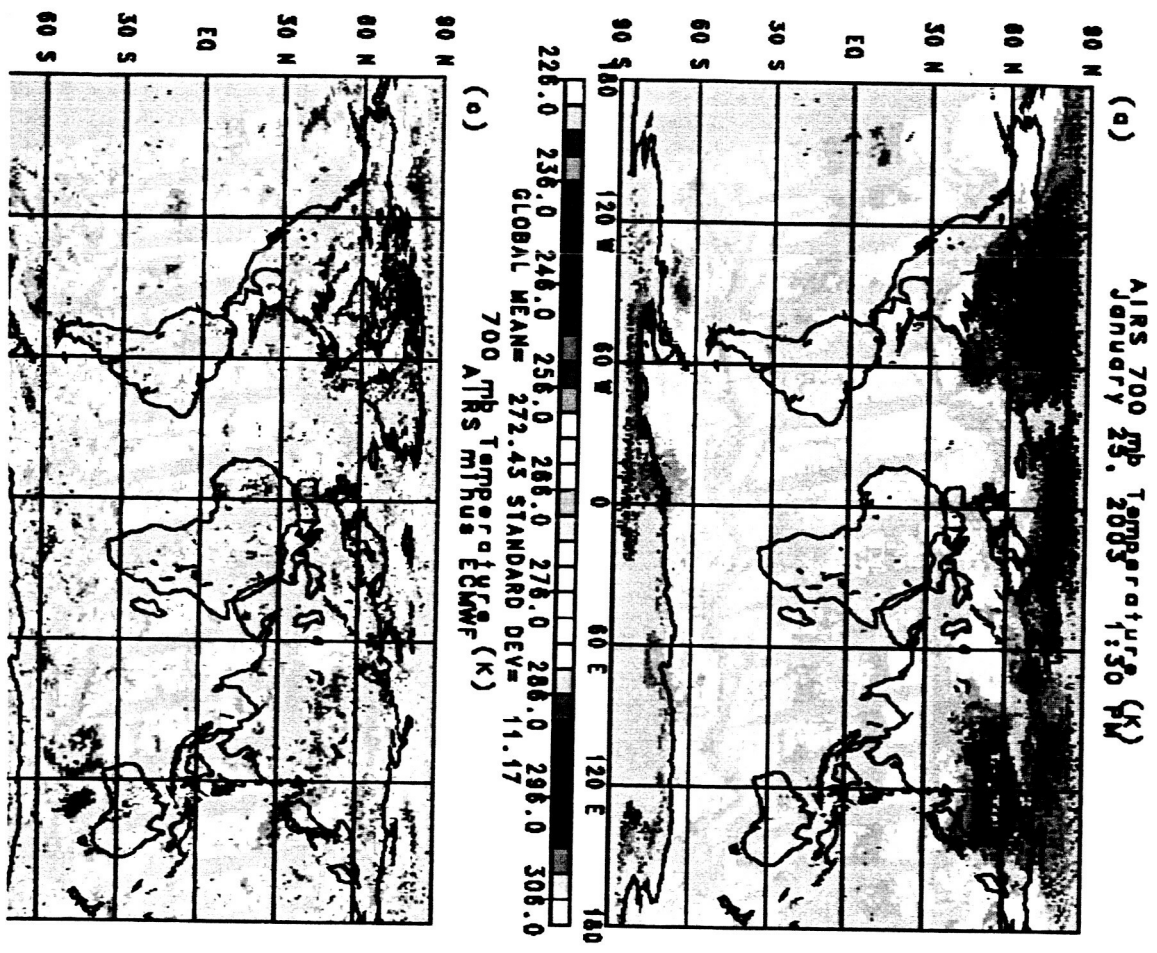 AIRS 700 mb Temperature (K)
January 25, 2003 1:30 PM
(a)
90 N
60 N
30 N
EQ
30 S
60 S
90 S
180 120 W 60 W 0 60 E 120 E 180
226.0 236.0 246.0 256.0 266.0 276.0 286.0 296.0 306.0
GLOBAL MEAN= 272.43 STANDARD DEV= 11.17
700 mb Temperature (K)
AIRS minus ECMWF
(c)
90 N
60 N
30 N
EQ
30 S
60 S